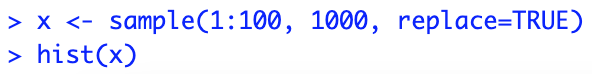 > x <- sample(1:100, 1000, replace=TRUE)
> hist(x)